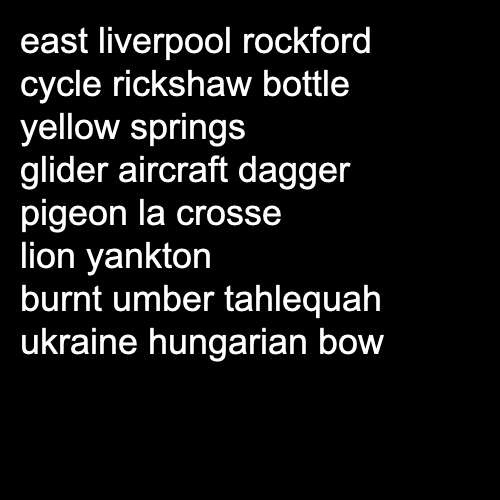 east liverpool rockford
cycle rickshaw bottle
yellow springs
glider aircraft dagger
pigeon la crosse
lion yankton
burnt umber tahlequah
ukraine hungarian bow